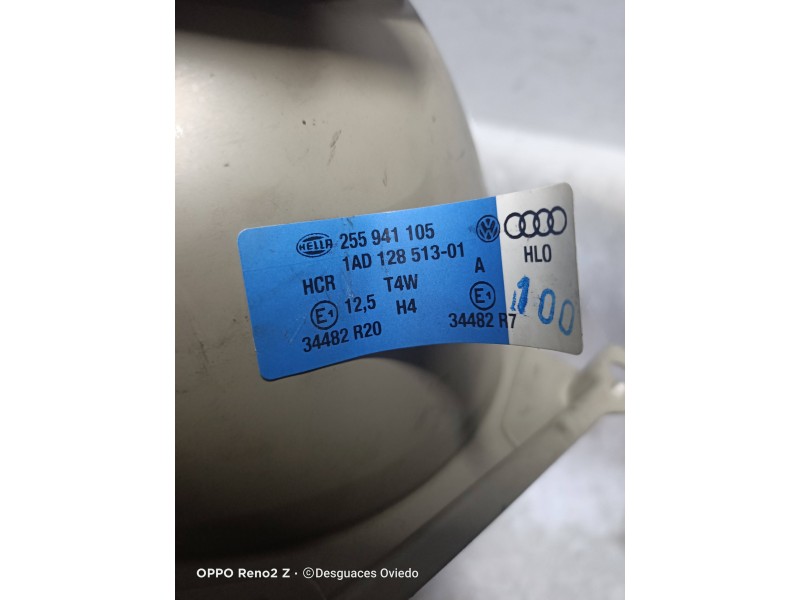 HELLA 255 941 105
1AD 128 513-01
HCR T4W A HLO
E1 12,5 H4 E1 100
34482 R20 34482 R7
OPPO Reno2 Z • ©Desguaces Oviedo